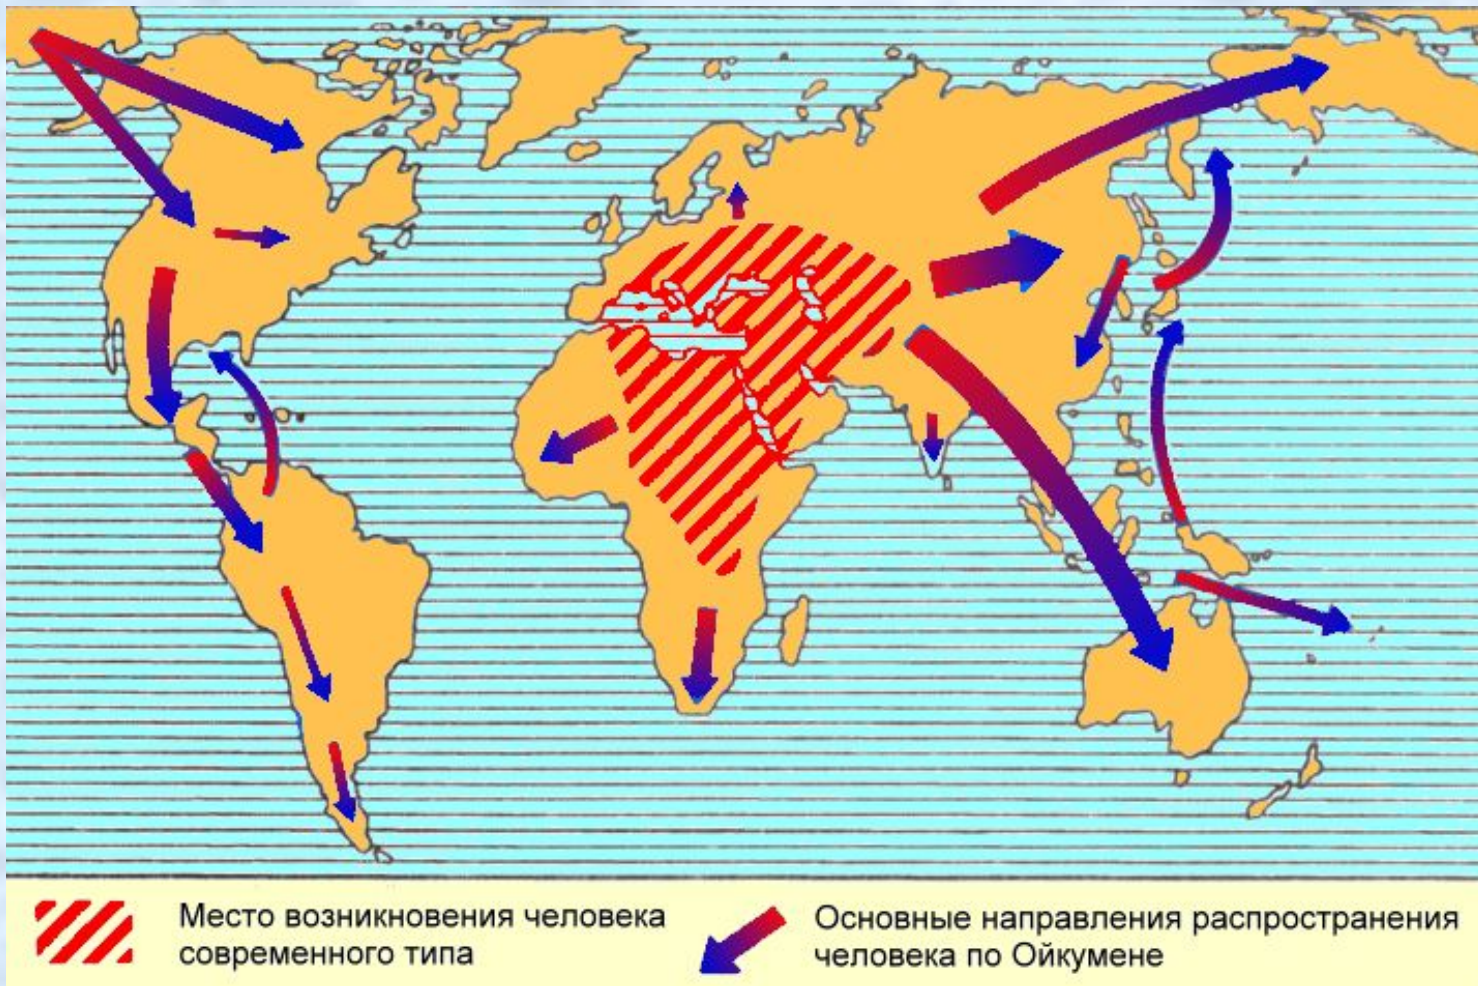 Место возникновения человека
современного типа
Основные направления распространения
человека по Ойкумене